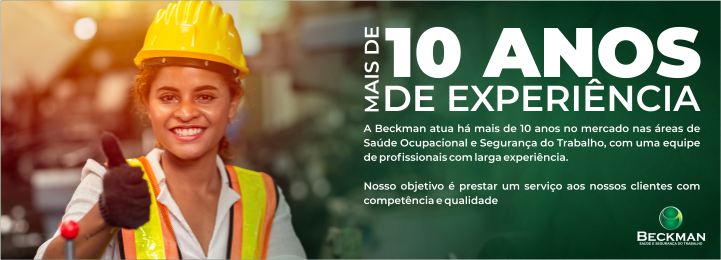 MAIS DE
10 ANOS
DE EXPERIÊNCIA
A Beckman atua há mais de 10 anos no mercado nas áreas de
Saúde Ocupacional e Segurança do Trabalho, com uma equipe
de profissionais com larga experiência.
Nosso objetivo é prestar um serviço aos nossos clientes com
competência e qualidade
BECKMAN
SAÚDE E SEGURANÇA DO TRABALHO